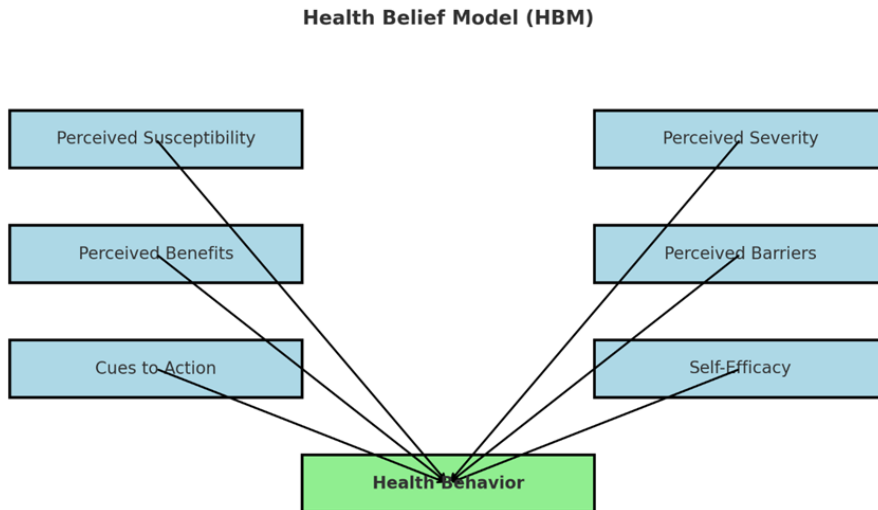 Health Belief Model (HBM)
Perceived Susceptibility
Perceived Severity
Perceived Benefits
Perceived Barriers
Cues to Action
Self-Efficacy
Health Behavior